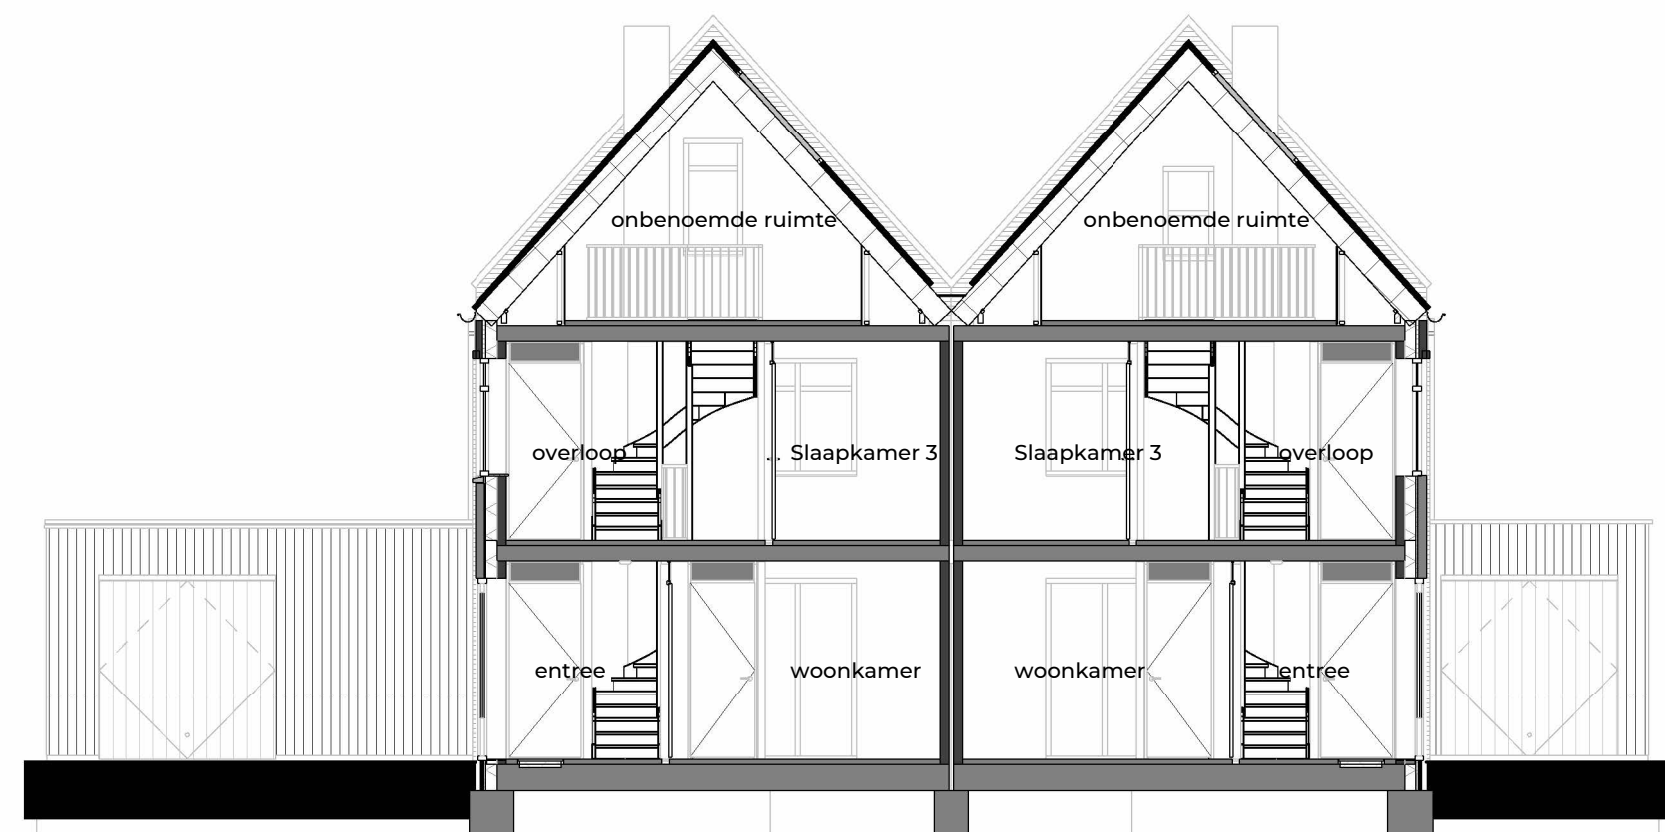 onbenoemde ruimte
onbenoemde ruimte
overloop
... Slaapkamer 3
Slaapkamer 3
overloop
entree
woonkamer
woonkamer
entree